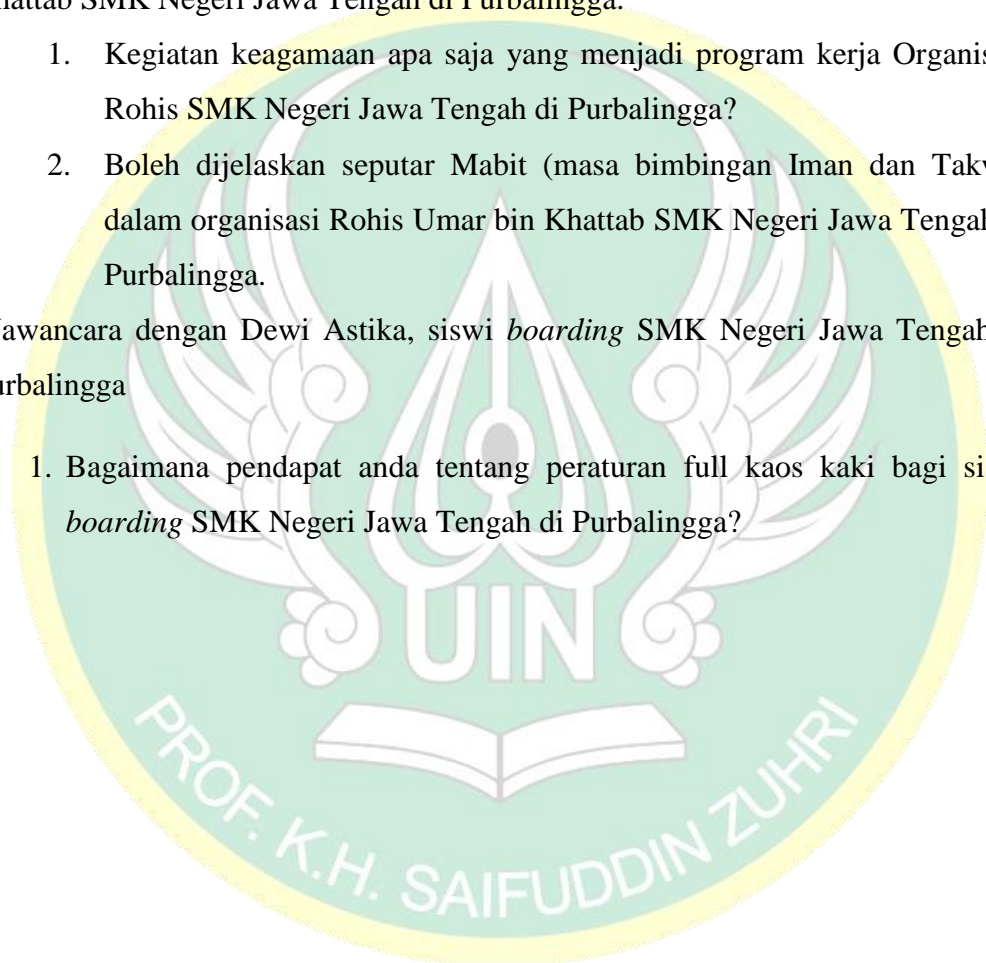 hattab SMK Negeri Jawa Tengah di Purbalingga.
1. Kegiatan keagamaan apa saja yang menjadi program kerja Organis
Rohis SMK Negeri Jawa Tengah di Purbalingga?
2. Boleh dijelaskan seputar Mabit (masa bimbingan Iman dan Takw
dalam organisasi Rohis Umar bin Khattab SMK Negeri Jawa Tengah
Purbalingga.
awancara dengan Dewi Astika, siswi boarding SMK Negeri Jawa Tengah
urbalingga
1. Bagaimana pendapat anda tentang peraturan full kaos kaki bagi si
boarding SMK Negeri Jawa Tengah di Purbalingga?
UIN
PROF. K.H. SAIFUDDIN ZUHRI